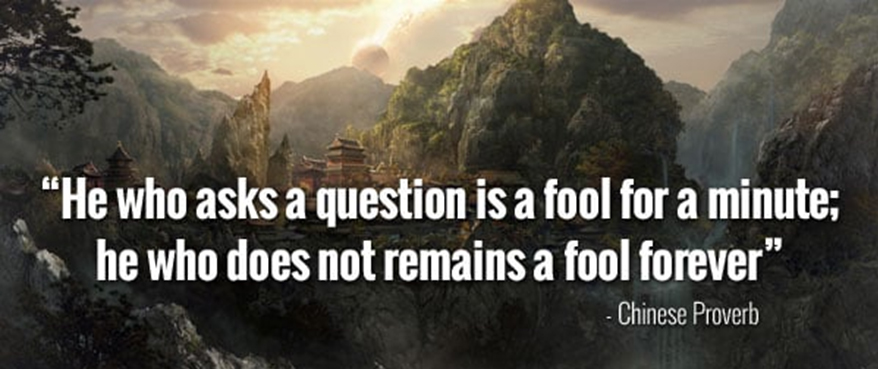 “He who asks a question is a fool for a minute;
he who does not remains a fool forever”
- Chinese Proverb